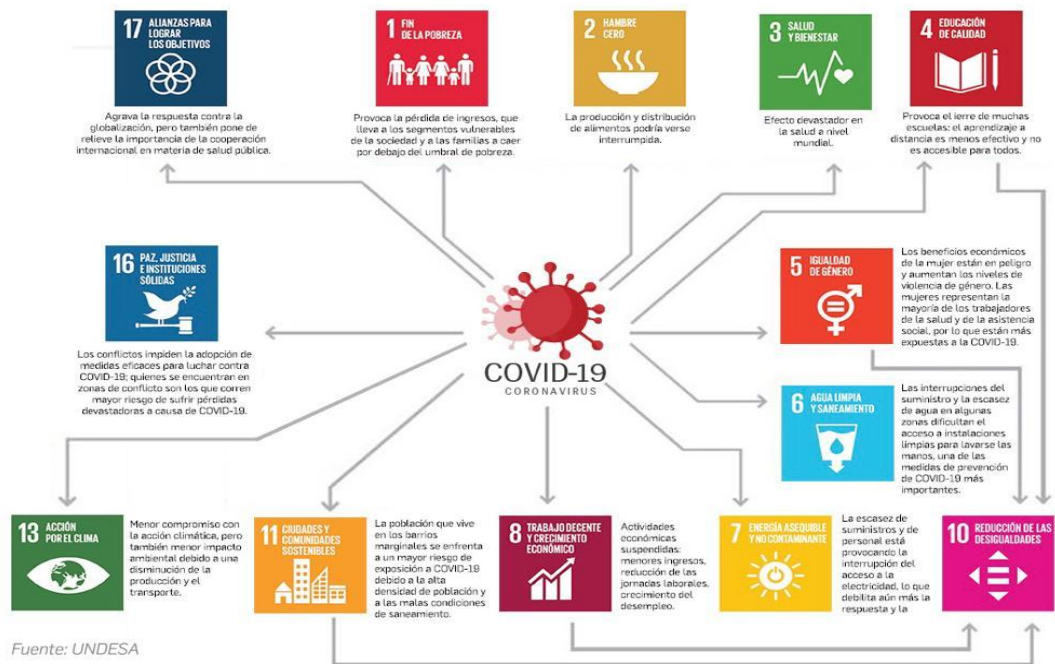 17 ALIANZAS PARA
LOGRAR
LOS OBJETIVOS
Agrava la respuesta contra la
globalización, pero también pone de
relieve la importancia de la cooperación
internacional en materia de salud pública.
1 FIN
DE LA POBREZA
Provoca la pérdida de ingresos, que
lleva a los segmentos vulnerables
de la sociedad y a las familias a caer
por debajo del umbral de pobreza.
2 HAMBRE
CERO
La producción y distribución
de alimentos podría verse
interrumpida.
3 SALUD
Y BIENESTAR
Efecto devastador en
la salud a nivel
mundial.
4 EDUCACIÓN
DE CALIDAD
Provoca el ierre de muchas
escuelas: el aprendizaje a
distancia es menos efectivo y no
es accesible para todos.
16 PAZ, JUSTICIA
E INSTITUCIONES
SÓLIDAS
Los conflictos impiden la adopción de
medidas eficaces para luchar contra
COVID-19; quienes se encuentran en
zonas de conflicto son los que corren
mayor riesgo de sufrir pérdidas
devastadoras a causa de COVID-19.
COVID-19
CORONAVIRUS
5 IGUALDAD
DE GÉNERO
Los beneficios económicos
de la mujer están en peligro
y aumentan los niveles de
violencia de género. Las
mujeres representan la
mayoría de los trabajadores
de la salud y de la asistencia
social, por lo que están más
expuestas a la COVID-19.
6 AGUA LIMPIA
Y SANEAMIENTO
Las interrupciones del
suministro y la escasez
de agua en algunas
zonas dificultan el
acceso a instalaciones
limpias para lavarse las
manos, una de las
medidas de prevención
de COVID-19 más
importantes.
13 ACCIÓN
POR EL CLIMA
Menor compromiso con
la acción climática, pero
también menor impacto
ambiental debido a una
disminución de la
producción y el
transporte.
11 CIUDADES Y
COMUNIDADES
SOSTENIBLES
La población que vive
en los barrios
marginales se enfrenta
a un mayor riesgo de
exposición a COVID-19
debido a la alta
densidad de población y
a las malas condiciones
de saneamiento.
8 TRABAJO DECENTE
Y CRECIMIENTO
ECONÓMICO
Actividades
económicas
suspendidas:
menores ingresos,
reducción de las
jornadas laborales,
crecimiento del
desempleo.
7 ENERGÍA ASEQUIBLE
Y NO CONTAMINANTE
La escasez de
suministros y de
personal está
provocando la
interrupción del
acceso a la
electricidad, lo que
debilita aún más la
respuesta y la
10 REDUCCIÓN DE LAS
DESIGUALDADES
Fuente: UNDESA